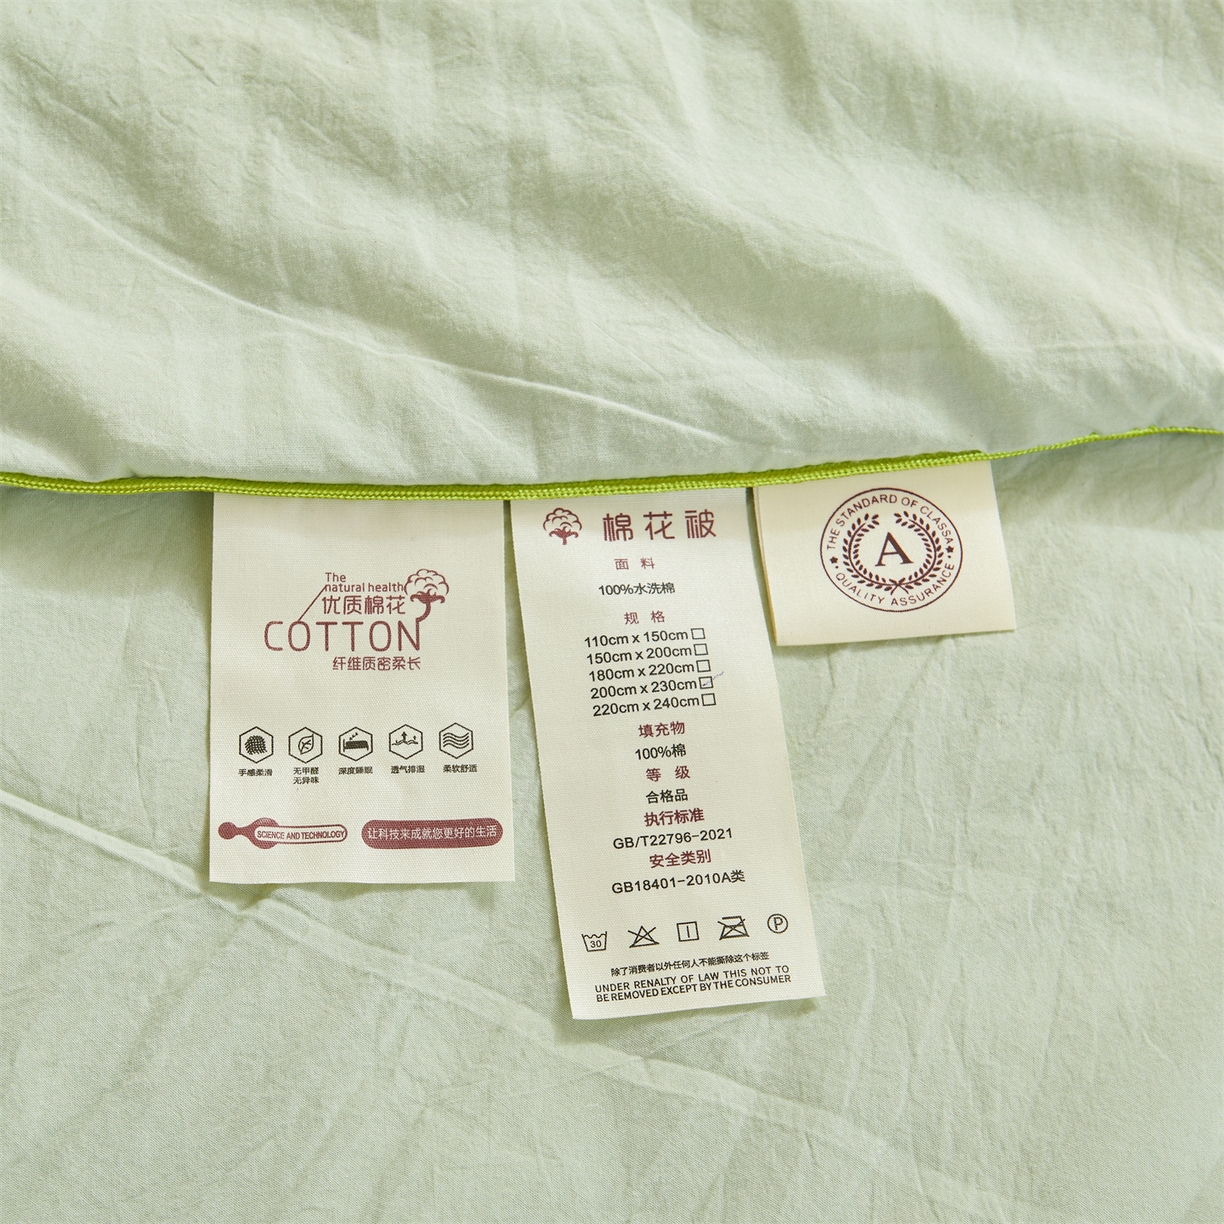 The
natural health
优质棉花
COTTON
纤维质密柔长
手感柔滑
无甲醛
无异味
深度睡眠
透气排湿
柔软舒适
SCIENCE AND TECHNOLOGY
让科技来成就您更好的生活
棉花被
面料
100%水洗棉
规格
110cm x 150cm
150cm x 200cm
180cm x 220cm
200cm x 230cm
220cm x 240cm
填充物
100%棉
等级
合格品
执行标准
GB/T22796-2021
安全类别
GB18401-2010A类
30
P
除了消费者以外任何人不能撕除这个标签
UNDER RENALTY OF LAW THIS NOT TO
BE REMOVED EXCEPT BY THE CONSUMER
THE STANDARD OF CLASSA
A
QUALITY ASSURANCE